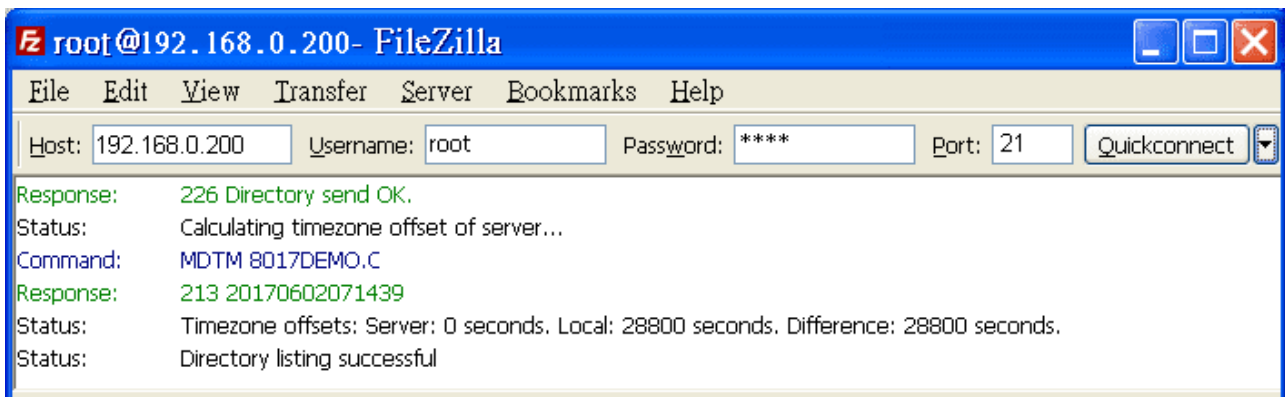 root@192.168.0.200- FileZilla
File Edit View Transfer Server Bookmarks Help
Host: 192.168.0.200 Username: root Password: **** Port: 21 Quickconnect
Response: 226 Directory send OK.
Status: Calculating timezone offset of server...
Command: MDTM 8017DEMO.C
Response: 213 20170602071439
Status: Timezone offsets: Server: 0 seconds. Local: 28800 seconds. Difference: 28800 seconds.
Status: Directory listing successful